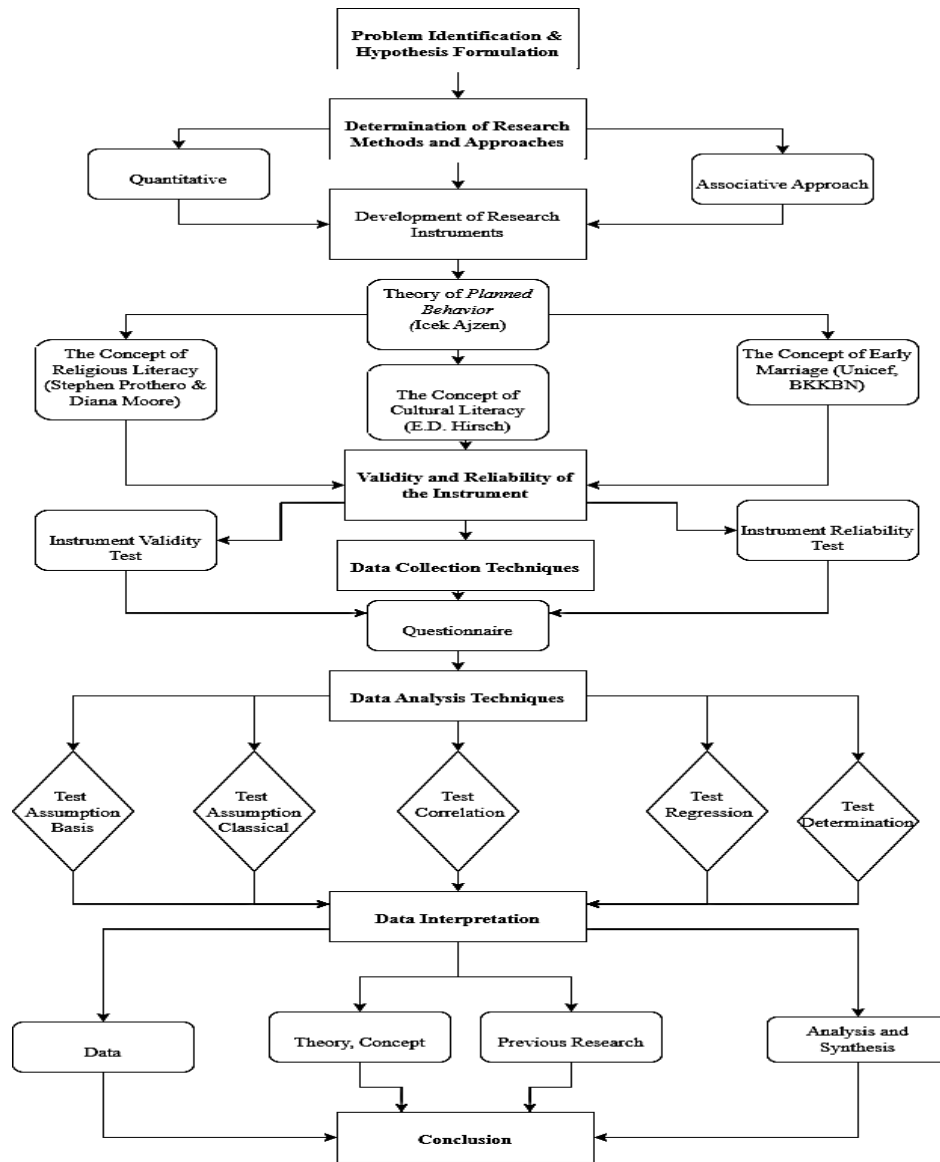 Problem Identification &
Hypothesis Formulation
Determination of Research
Methods and Approaches
Quantitative
Associative Approach
Development of Research
Instruments
Theory of Planned
Behavior
(Icek Ajzen)
The Concept of
Religious Literacy
(Stephen Prothero &
Diana Moore)
The Concept of
Cultural Literacy
(E.D. Hirsch)
The Concept of Early
Marriage (Unicef,
BKKBN)
Validity and Reliability of
the Instrument
Instrument Validity
Test
Instrument Reliability
Test
Data Collection Techniques
Questionnaire
Data Analysis Techniques
Test
Assumption
Basis
Test
Assumption
Classical
Test
Correlation
Test
Regression
Test
Determination
Data Interpretation
Data
Theory, Concept
Previous Research
Analysis and
Synthesis
Conclusion